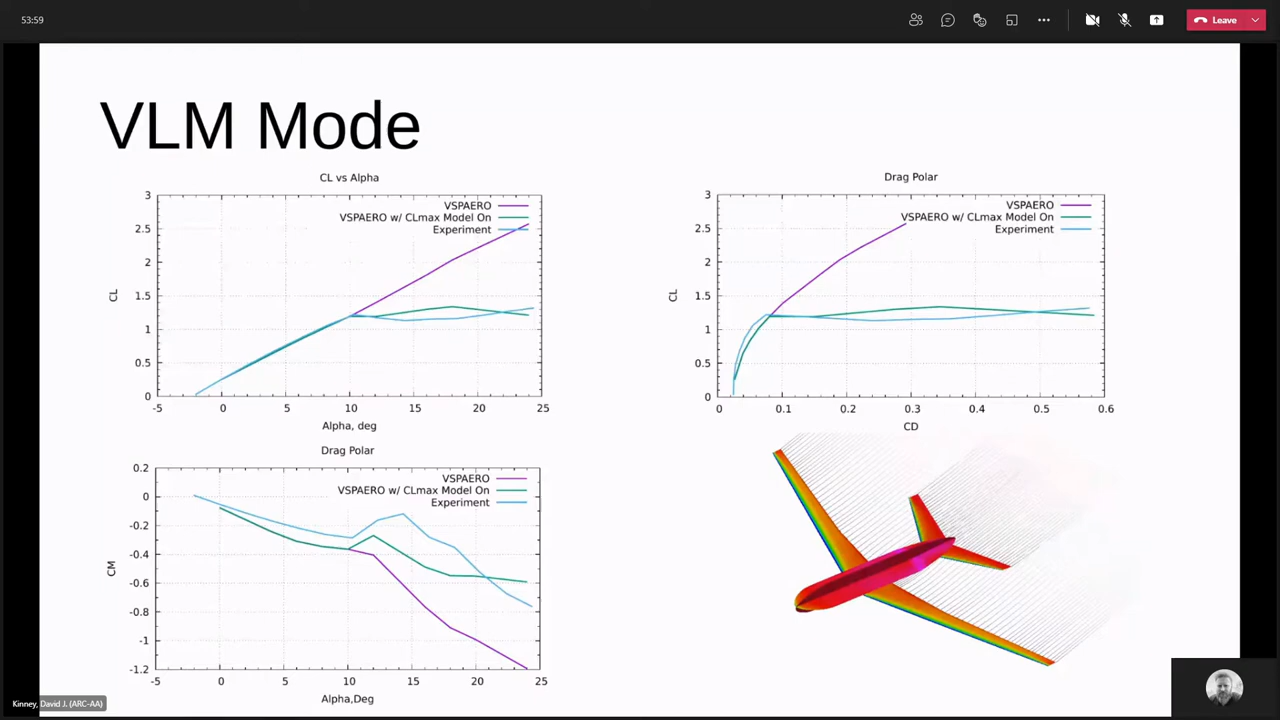 53:59
Leave
VLM Mode
CL vs Alpha
3
2.5
2
1.5
1
0.5
0
CL
VSPAERO
VSPAERO w/ CLmax Model On
Experiment
-5 0 5 10 15 20 25
Alpha, deg
Drag Polar
3
2.5
2
1.5
1
0.5
0
CL
VSPAERO
VSPAERO w/ CLmax Model On
Experiment
0 0.1 0.2 0.3 0.4 0.5 0.6
CD
Drag Polar
0.2
0
-0.2
-0.4
-0.6
-0.8
-1
-1.2
CM
VSPAERO
VSPAERO w/ CLmax Model On
Experiment
-5 0 5 10 15 20 25
Alpha,Deg
Kinney, David J. (ARC-AA)